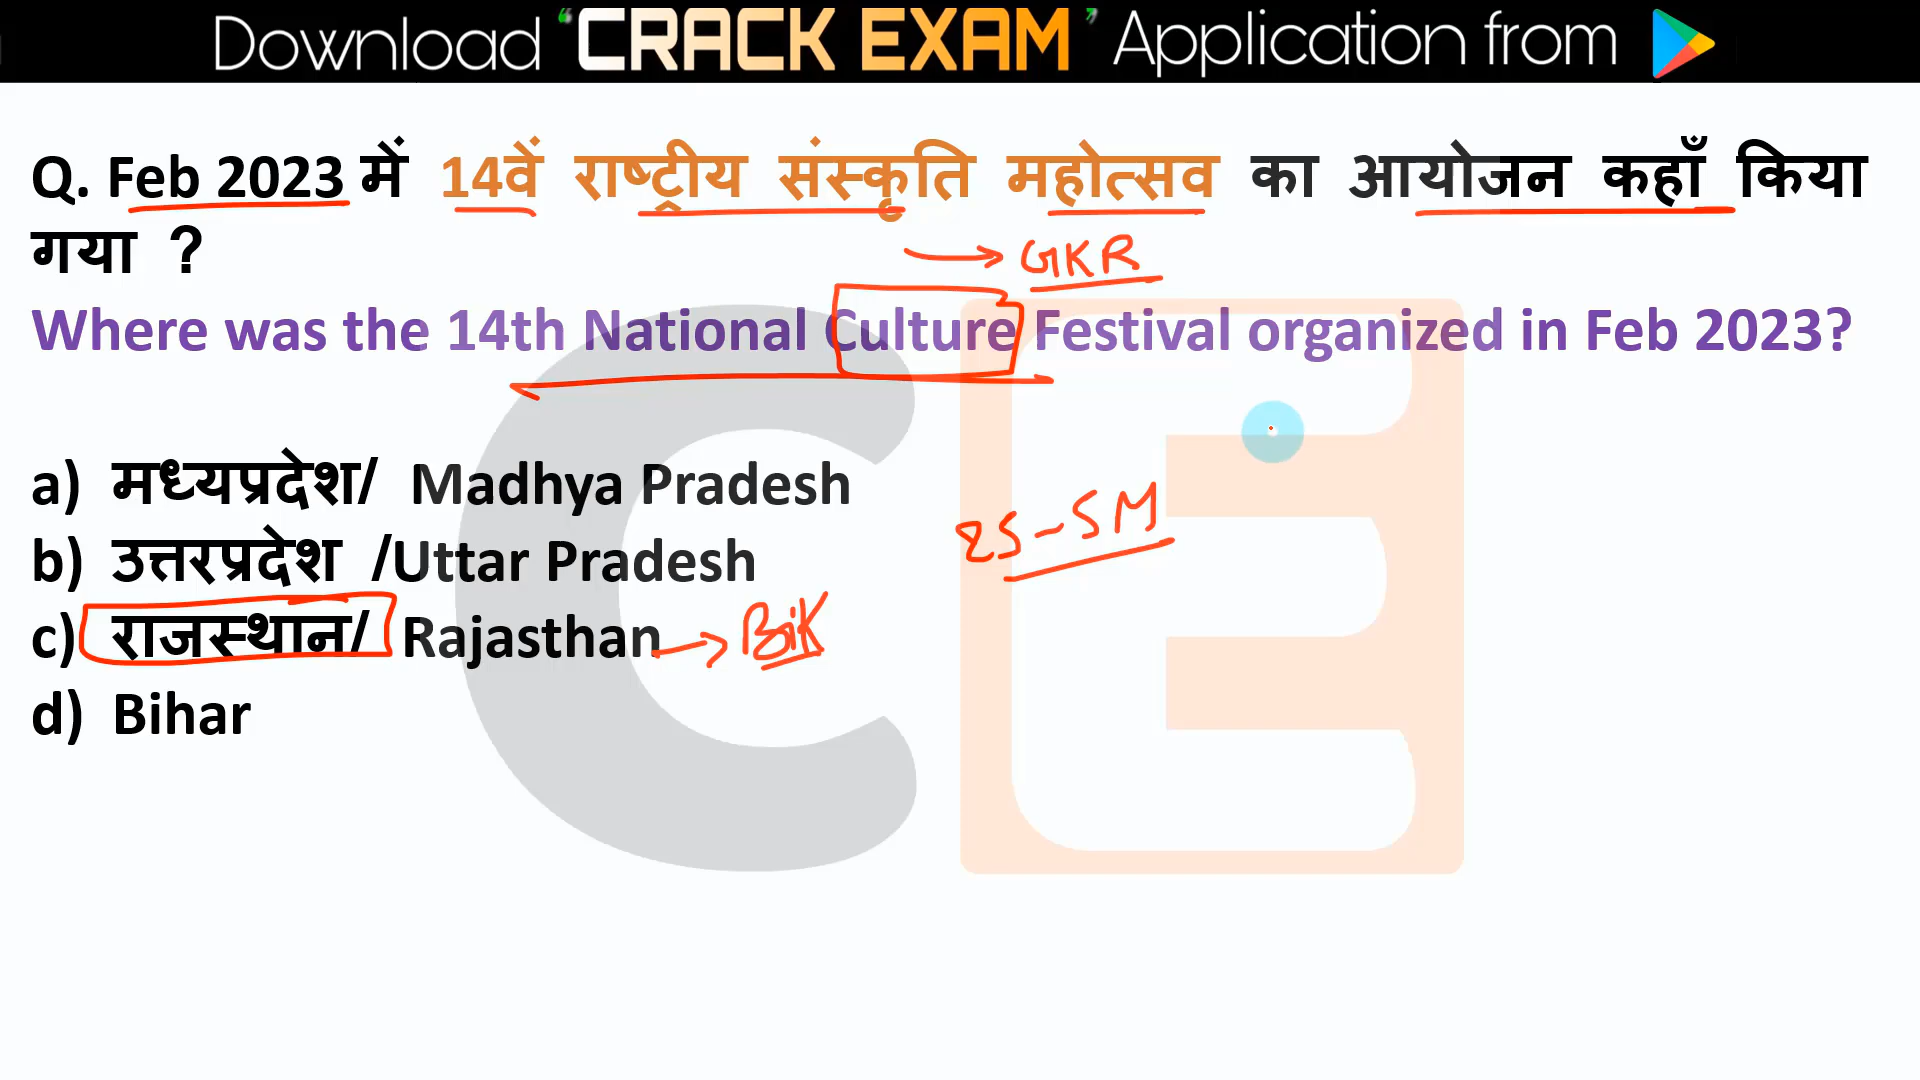 Download “CRACK EXAM” Application from
Q. Feb 2023 में 14वें राष्ट्रीय संस्कृति महोत्सव का आयोजन कहाँ किया
गया ?
GKR
Where was the 14th National Culture Festival organized in Feb 2023?
a) मध्यप्रदेश/ Madhya Pradesh
25-5M
b) उत्तरप्रदेश /Uttar Pradesh
c) राजस्थान/ Rajasthan → BiK
d) Bihar
CE